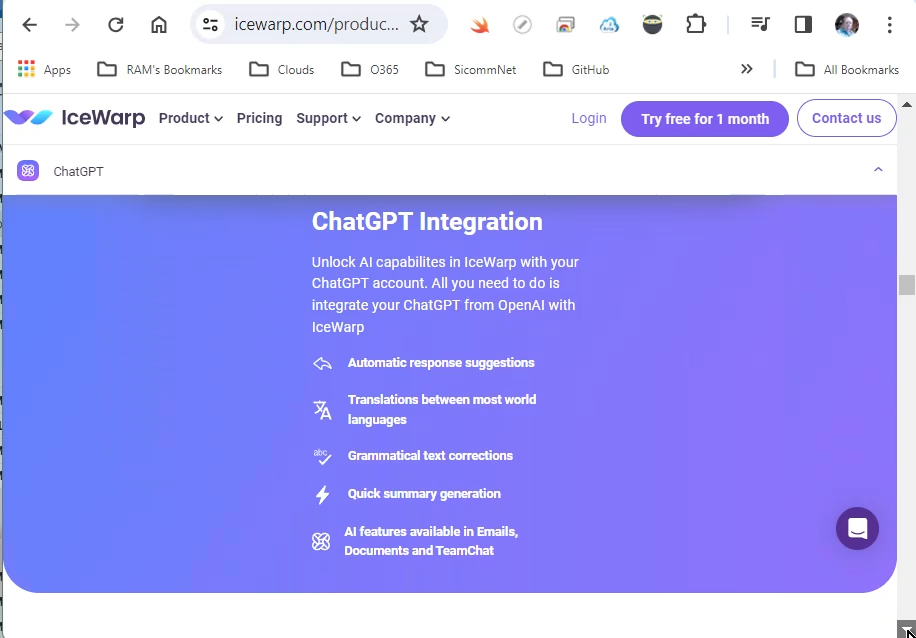 icewarp.com/produc...
Apps
RAM's Bookmarks
Clouds
O365
SicommNet
GitHub
All Bookmarks
IceWarp
Product
Pricing
Support
Company
Login
Try free for 1 month
Contact us
ChatGPT
ChatGPT Integration
Unlock AI capabilites in IceWarp with your
ChatGPT account. All you need to do is
integrate your ChatGPT from OpenAI with
IceWarp
Automatic response suggestions
Translations between most world
languages
abc
Grammatical text corrections
Quick summary generation
AI features available in Emails,
Documents and TeamChat